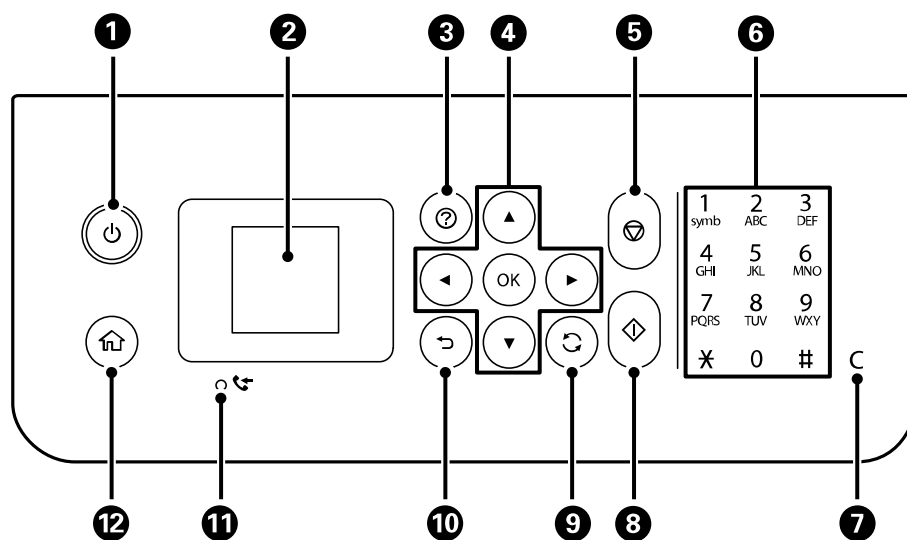 1 2 3 4 5 6
1 2 3
symb ABC DEF
OK
4 5 6
GHI JKL MNO
7 8 9
PQRS TUV WXY
* 0 #
C
12 11 10 9 8 7